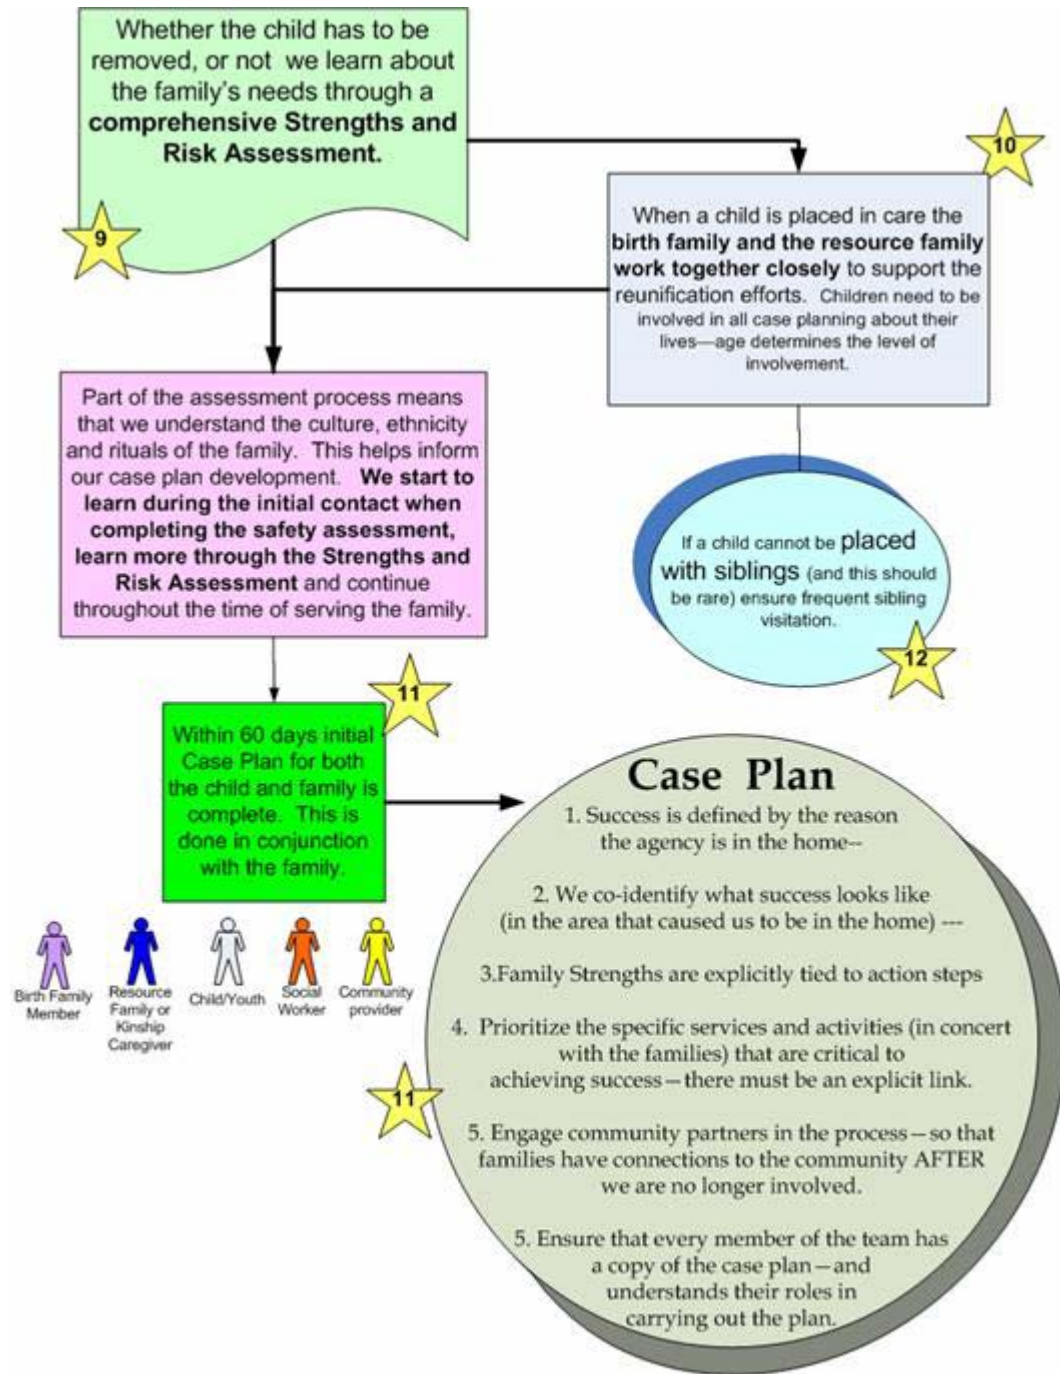 Whether the child has to be
removed, or not  we learn about
the family's needs through a
comprehensive Strengths and
Risk Assessment.
9
10
When a child is placed in care the
birth family and the resource family
work together closely to support the
reunification efforts.  Children need to be
involved in all case planning about their
lives—age determines the level of
involvement.
Part of the assessment process means
that we understand the culture, ethnicity
and rituals of the family.  This helps inform
our case plan development.  We start to
learn during the initial contact when
completing the safety assessment,
learn more through the Strengths and
Risk Assessment and continue
throughout the time of serving the family.
If a child cannot be placed
with siblings (and this should
be rare) ensure frequent sibling
visitation.
12
11
Within 60 days initial
Case Plan for both
the child and family is
complete.  This is
done in conjunction
with the family.
Birth Family
Member
Resource
Family or
Kinship
Caregiver
Child/Youth
Social
Worker
Community
provider
Case Plan
1. Success is defined by the reason
the agency is in the home--
2. We co-identify what success looks like
(in the area that caused us to be in the home) ---
3.Family Strengths are explicitly tied to action steps
4. Prioritize the specific services and activities (in concert
with the families) that are critical to
achieving success—there must be an explicit link.
11
5. Engage community partners in the process—so that
families have connections to the community AFTER
we are no longer involved.
5. Ensure that every member of the team has
a copy of the case plan—and
understands their roles in
carrying out the plan.